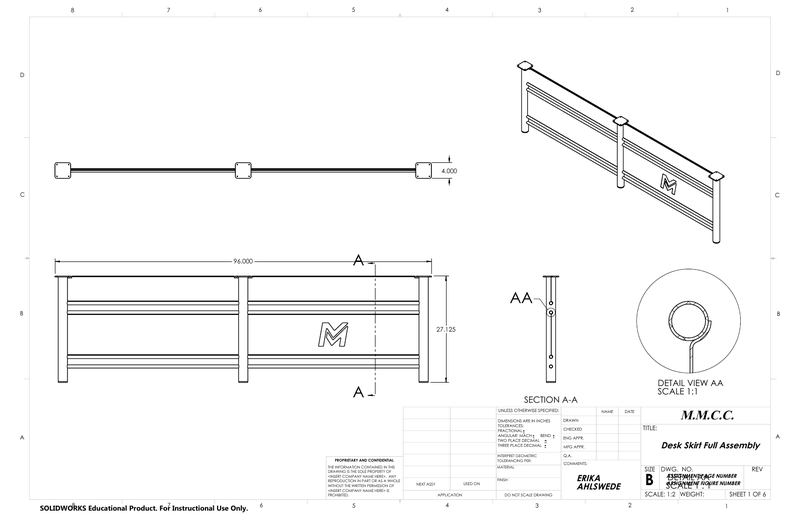 8 7 6 5 4 3 2 1
D D
4.000
C C
M
A
96.000
AA
B B
M
27.125
A
DETAIL VIEW AA
SCALE 1:1
SECTION A-A
UNLESS OTHERWISE SPECIFIED:
NAME DATE
M.M.C.C.
DIMENSIONS ARE IN INCHES
TOLERANCES:
FRACTIONAL ±
ANGULAR: MACH ± BEND ±
TWO PLACE DECIMAL ±
THREE PLACE DECIMAL ±
DRAWN
CHECKED
ENG APPR.
MFG APPR.
TITLE:
Desk Skirt Full Assembly
A A
INTERPRET GEOMETRIC
TOLERANCING PER:
Q.A.
COMMENTS:
PROPRIETARY AND CONFIDENTIAL
THE INFORMATION CONTAINED IN THIS
DRAWING IS THE SOLE PROPERTY OF
<INSERT COMPANY NAME HERE>. ANY
REPRODUCTION IN PART OR AS A WHOLE
WITHOUT THE WRITTEN PERMISSION OF
<INSERT COMPANY NAME HERE> IS
PROHIBITED.
MATERIAL
FINISH
NEXT ASSY USED ON
APPLICATION
DO NOT SCALE DRAWING
ERIKA
AHLSWEDE
SIZE DWG. NO. REV
B
SCALE: 1:2 WEIGHT: SHEET 1 OF 6
5 4 3 2 1
SOLIDWORKS Educational Product. For Instructional Use Only.